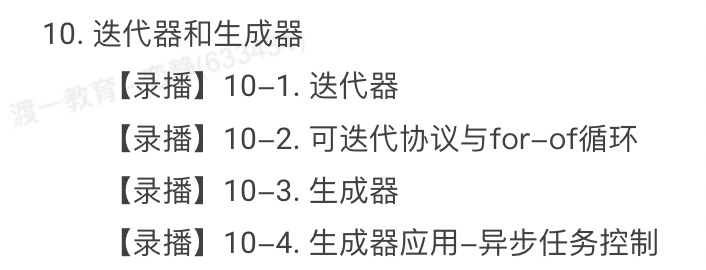 10. 迭代器和生成器
【录播】10-1. 迭代器
【录播】10-2. 可迭代协议与for-of循环
【录播】10-3. 生成器
【录播】10-4. 生成器应用-异步任务控制
渡一教育